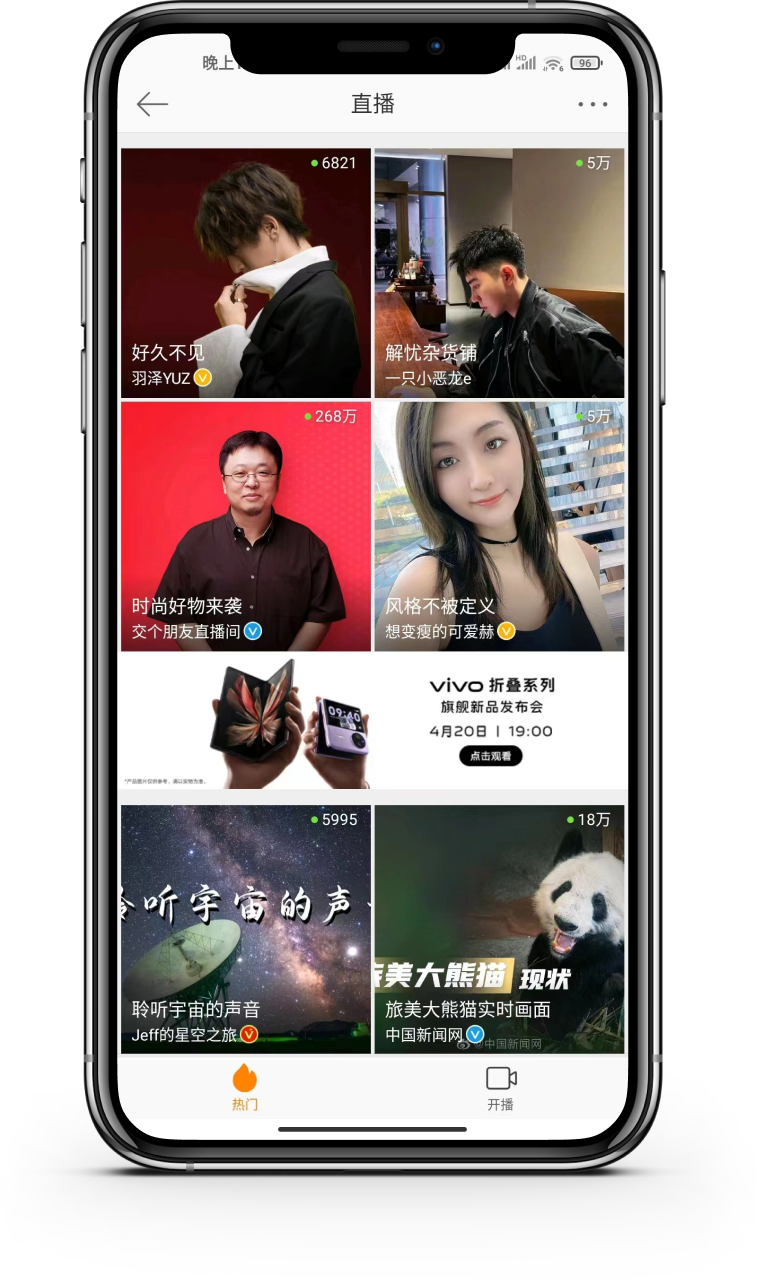 晚上
HD
6
96
直播
6821
5万
好久不见
羽泽YUZ
解忧杂货铺
一只小恶龙e
268万
5万
时尚好物来袭
交个朋友直播间
风格不被定义
想变瘦的可爱赫
vivo 折叠系列
旗舰新品发布会
4月20日 | 19:00
点击观看
09:40
*产品图片仅供参考，请以实物为准。
5995
18万
聆听宇宙的声
旅美大熊猫 现状
聆听宇宙的声音
Jeff的星空之旅
旅美大熊猫实时画面
中国新闻网
@中国新闻网
热门
开播